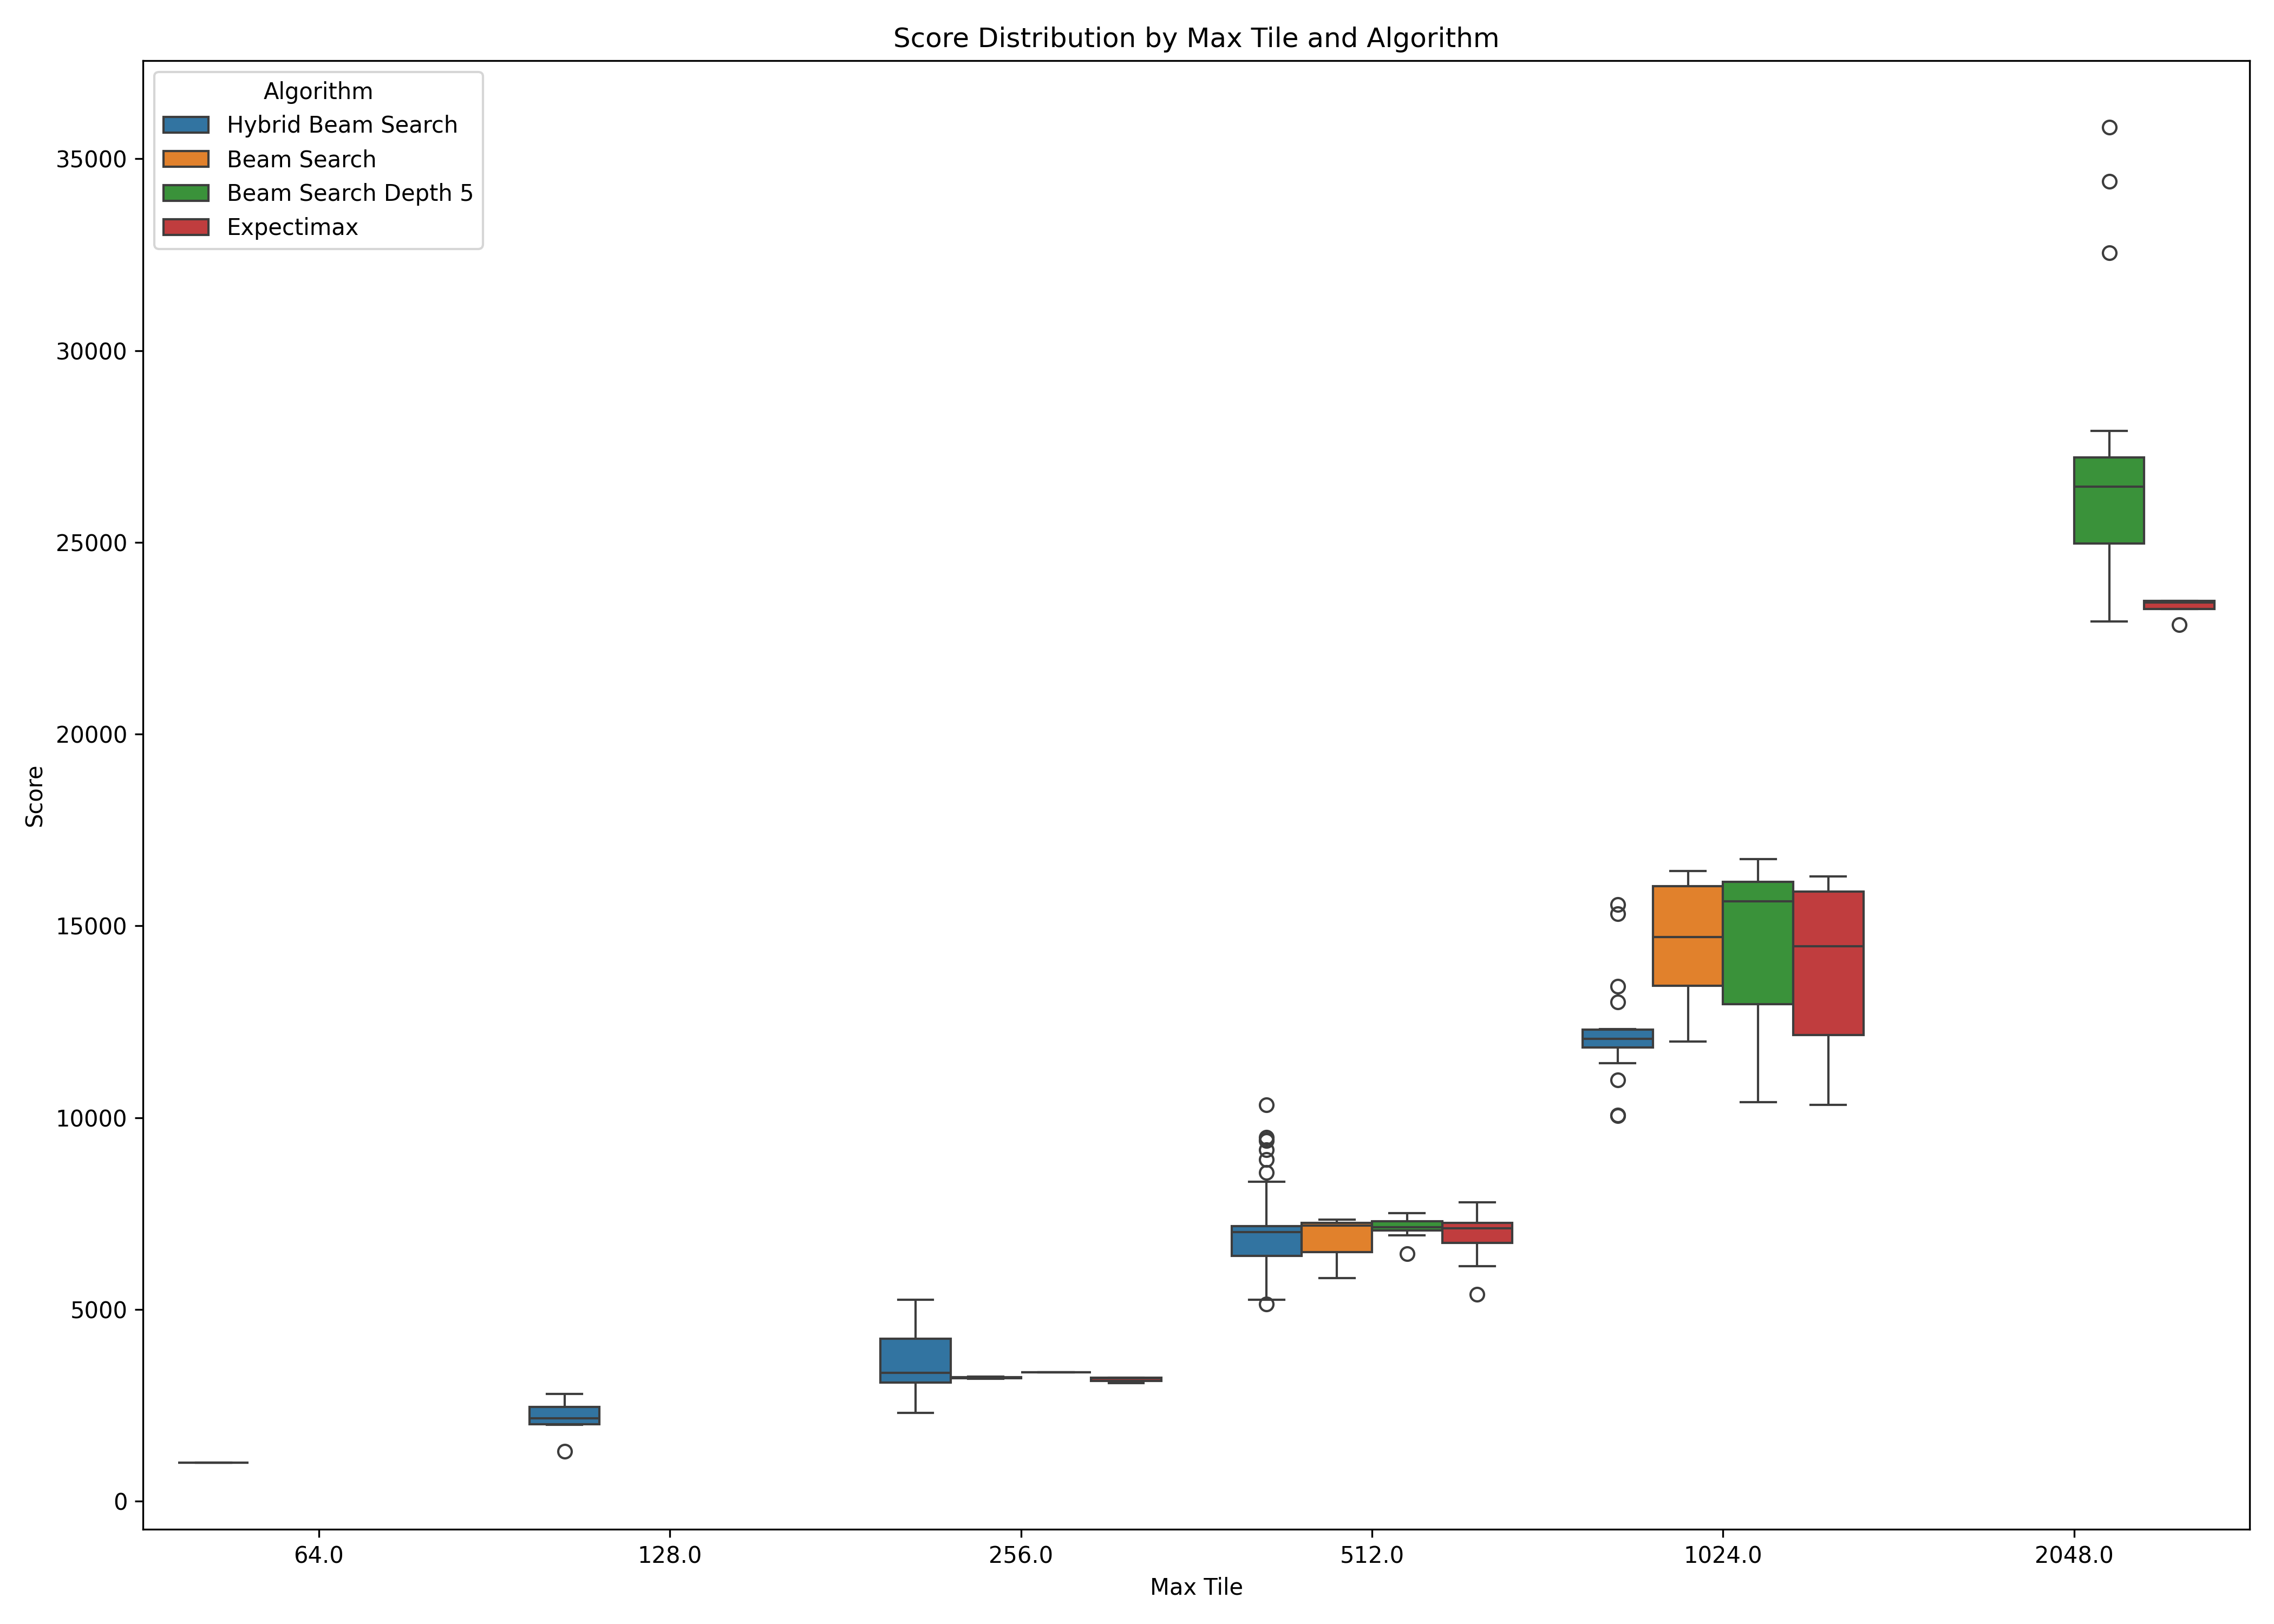 Score Distribution by Max Tile and Algorithm
Algorithm
Hybrid Beam Search
Beam Search
Beam Search Depth 5
Expectimax
35000
30000
25000
20000
15000
10000
5000
0
Score
64.0 128.0 256.0 512.0 1024.0 2048.0
Max Tile